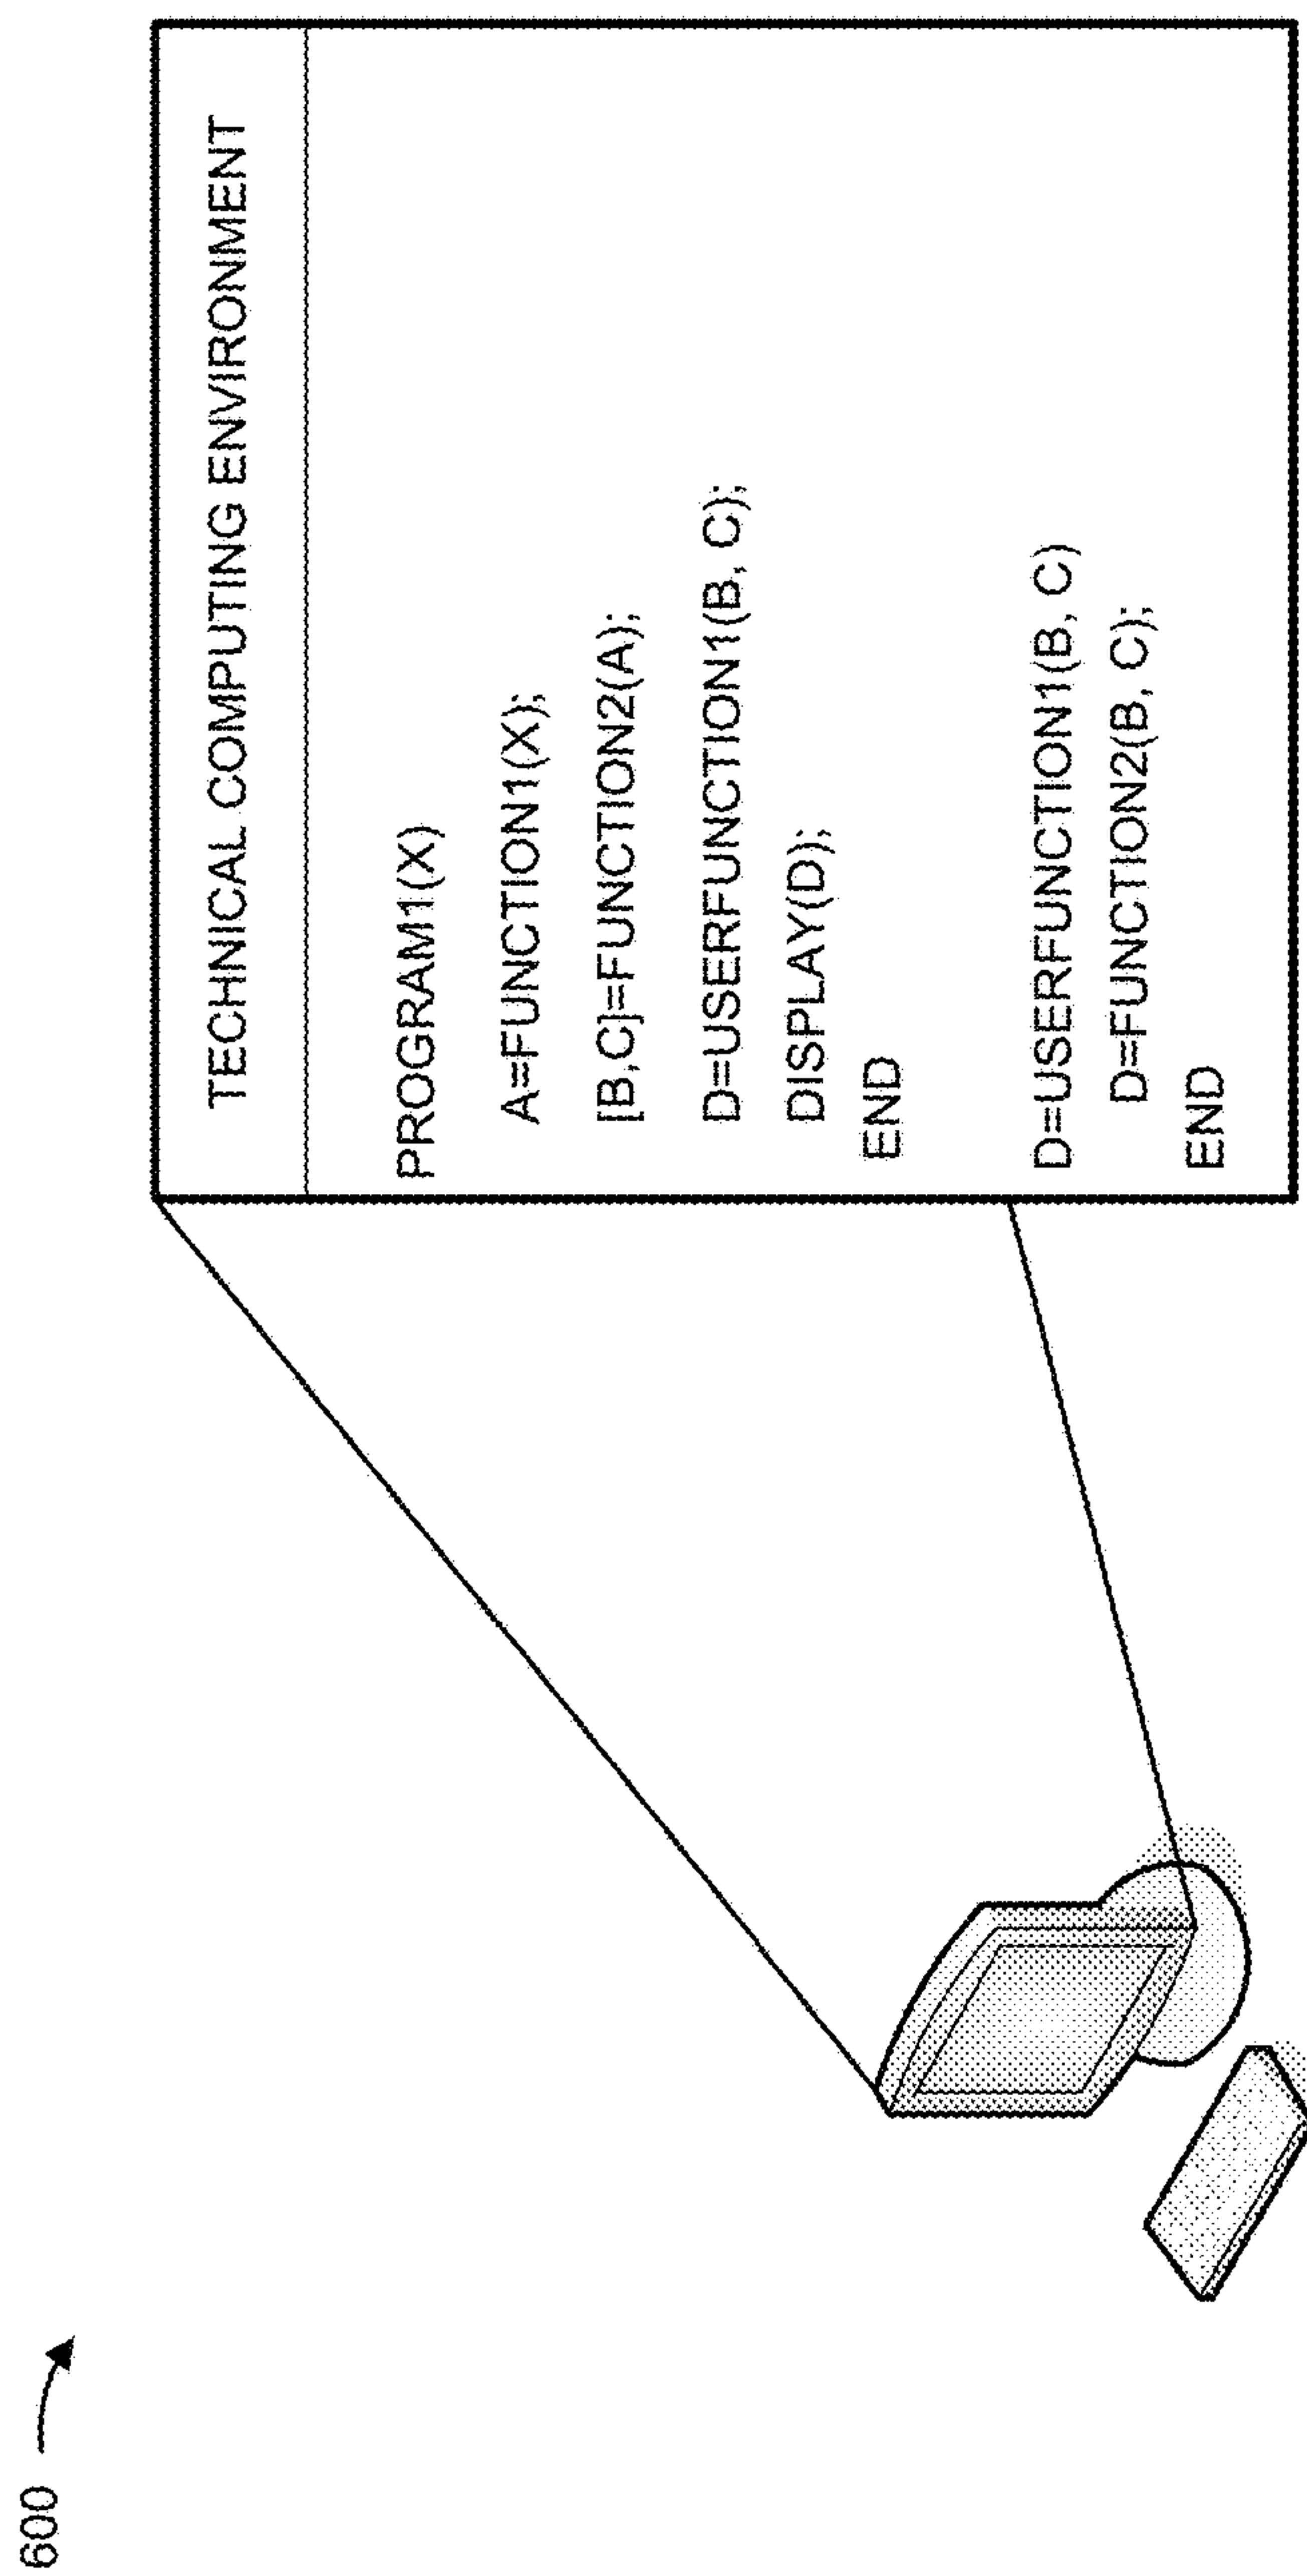 600
TECHNICAL COMPUTING ENVIRONMENT
PROGRAM1(X)
A=FUNCTION1(X);
[B,C]=FUNCTION2(A);
D=USERFUNCTION1(B, C);
DISPLAY(D);
END
D=USERFUNCTION1(B, C)
D=FUNCTION2(B, C);
END